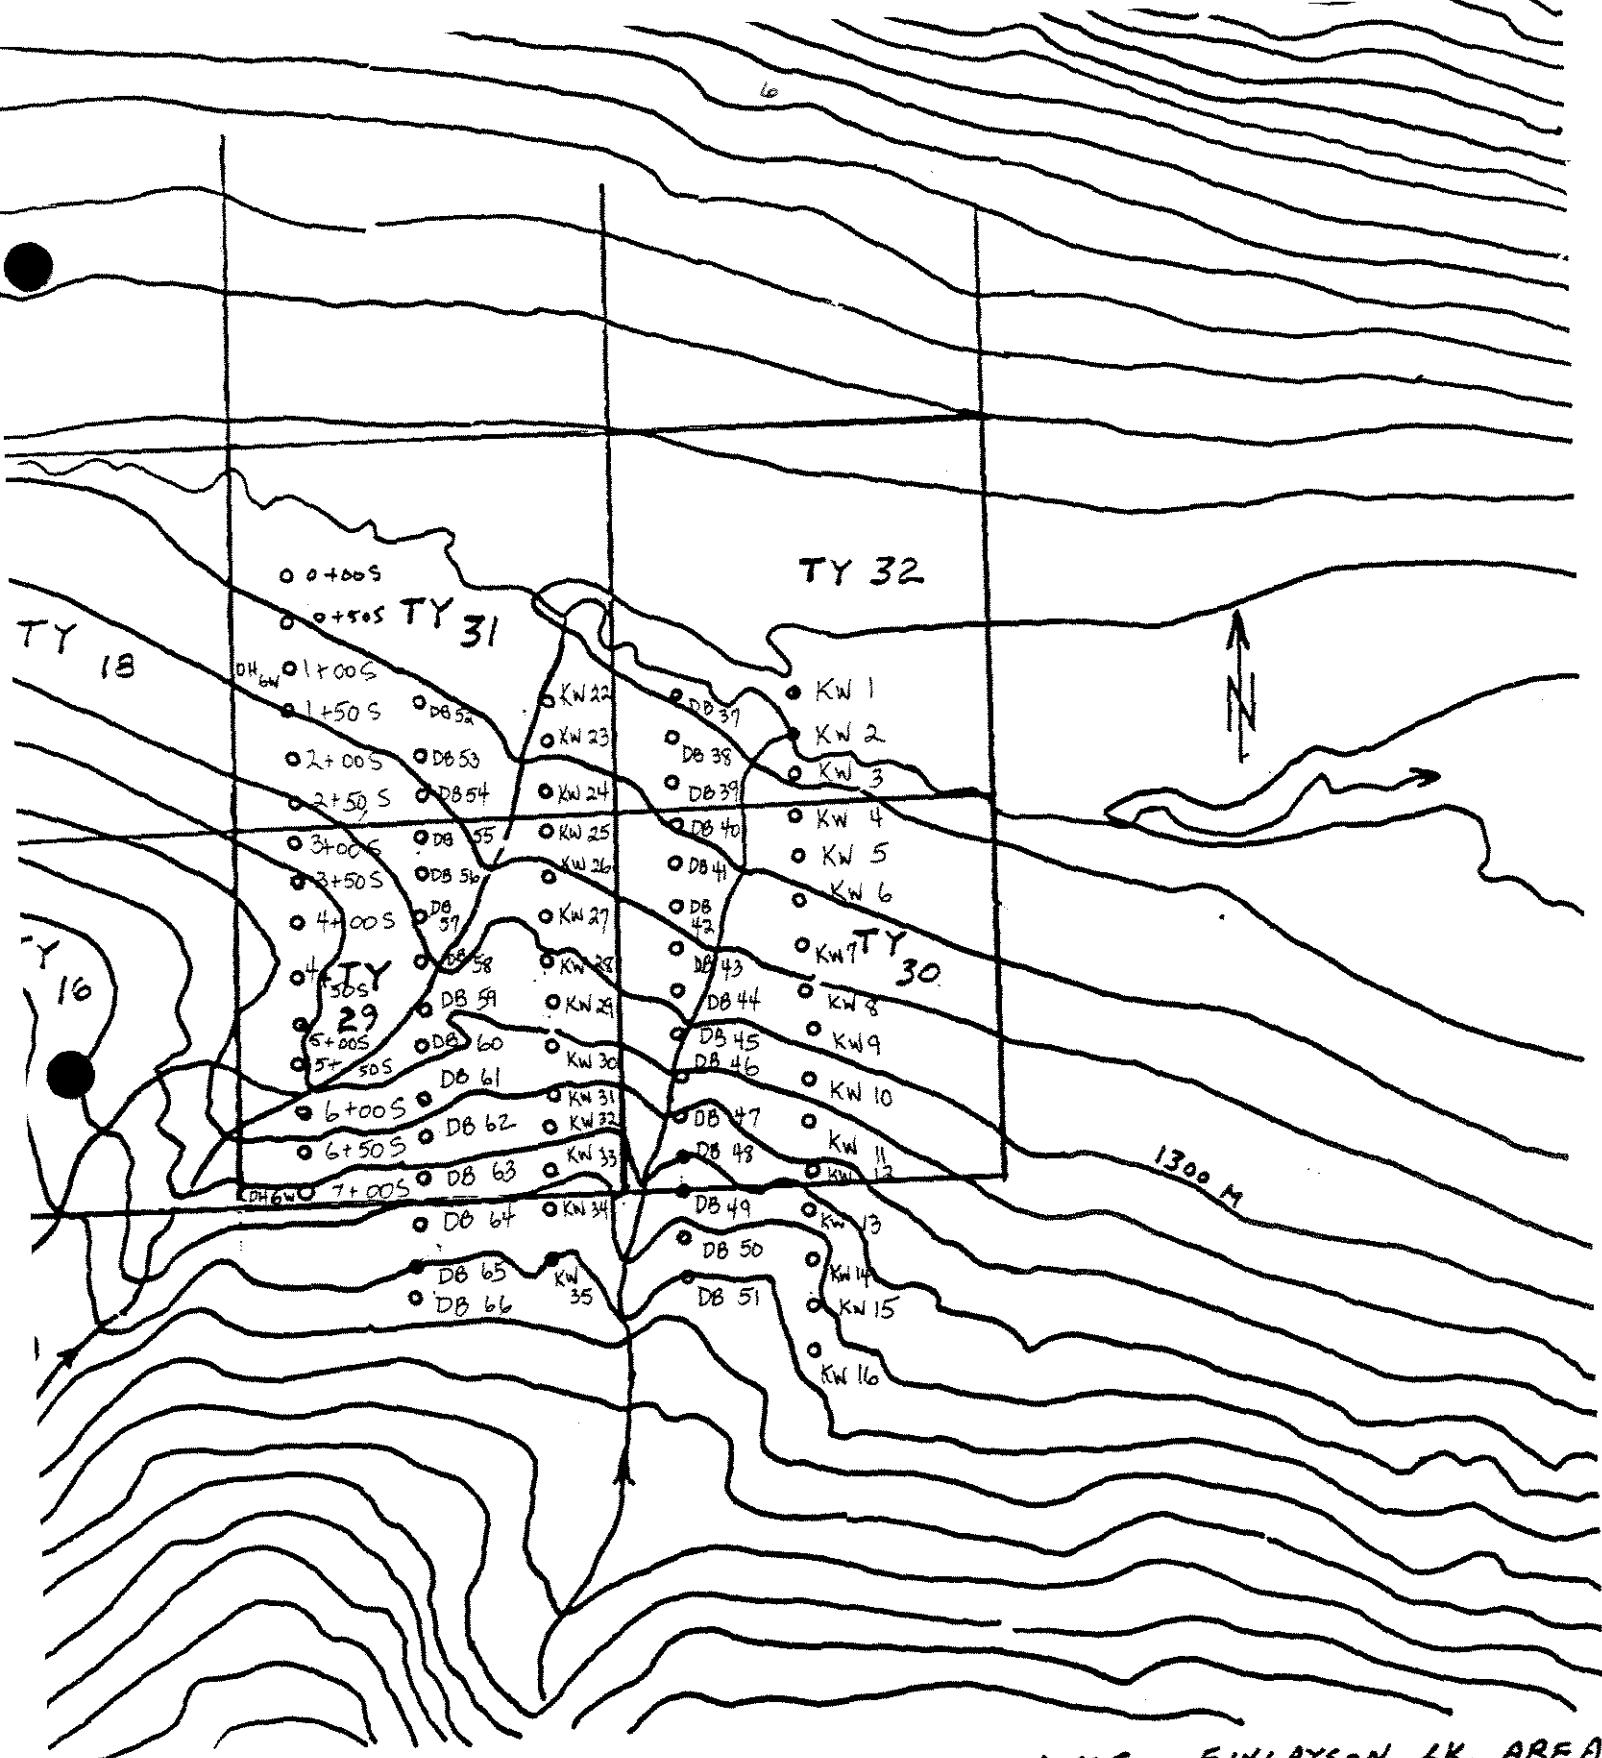 6
TY 32
0+00S
0+50S
TY 31
TY 18
DH 6W
1+00S
1+50 S
2+00S
2+50 S
3+00S
3+50S
4+00S
4+50S
5+00S
5+50S
6+00S
6+50 S
DH6W 7+00S
TY 29
TY 16
DB 52
DB 53
DB 54
DB 55
DB 56
DB 57
DB 58
DB 59
DB 60
DB 61
DB 62
DB 63
DB 64
DB 65
DB 66
KW 22
KW 23
KW 24
KW 25
KW 26
KW 27
KW 28
KW 29
KW 30
KW 31
KW 32
KW 33
KW 34
KW 35
DB 37
DB 38
DB 39
DB 40
DB 41
DB 42
DB 43
DB 44
DB 45
DB 46
DB 47
DB 48
DB 49
DB 50
DB 51
KW 1
KW 2
KW 3
KW 4
KW 5
KW 6
KW 7
TY 30
KW 8
KW 9
KW 10
KW 11
KW 12
KW 13
KW 14
KW 15
KW 16
N
1300 M
FINLAYSON LK. AREA